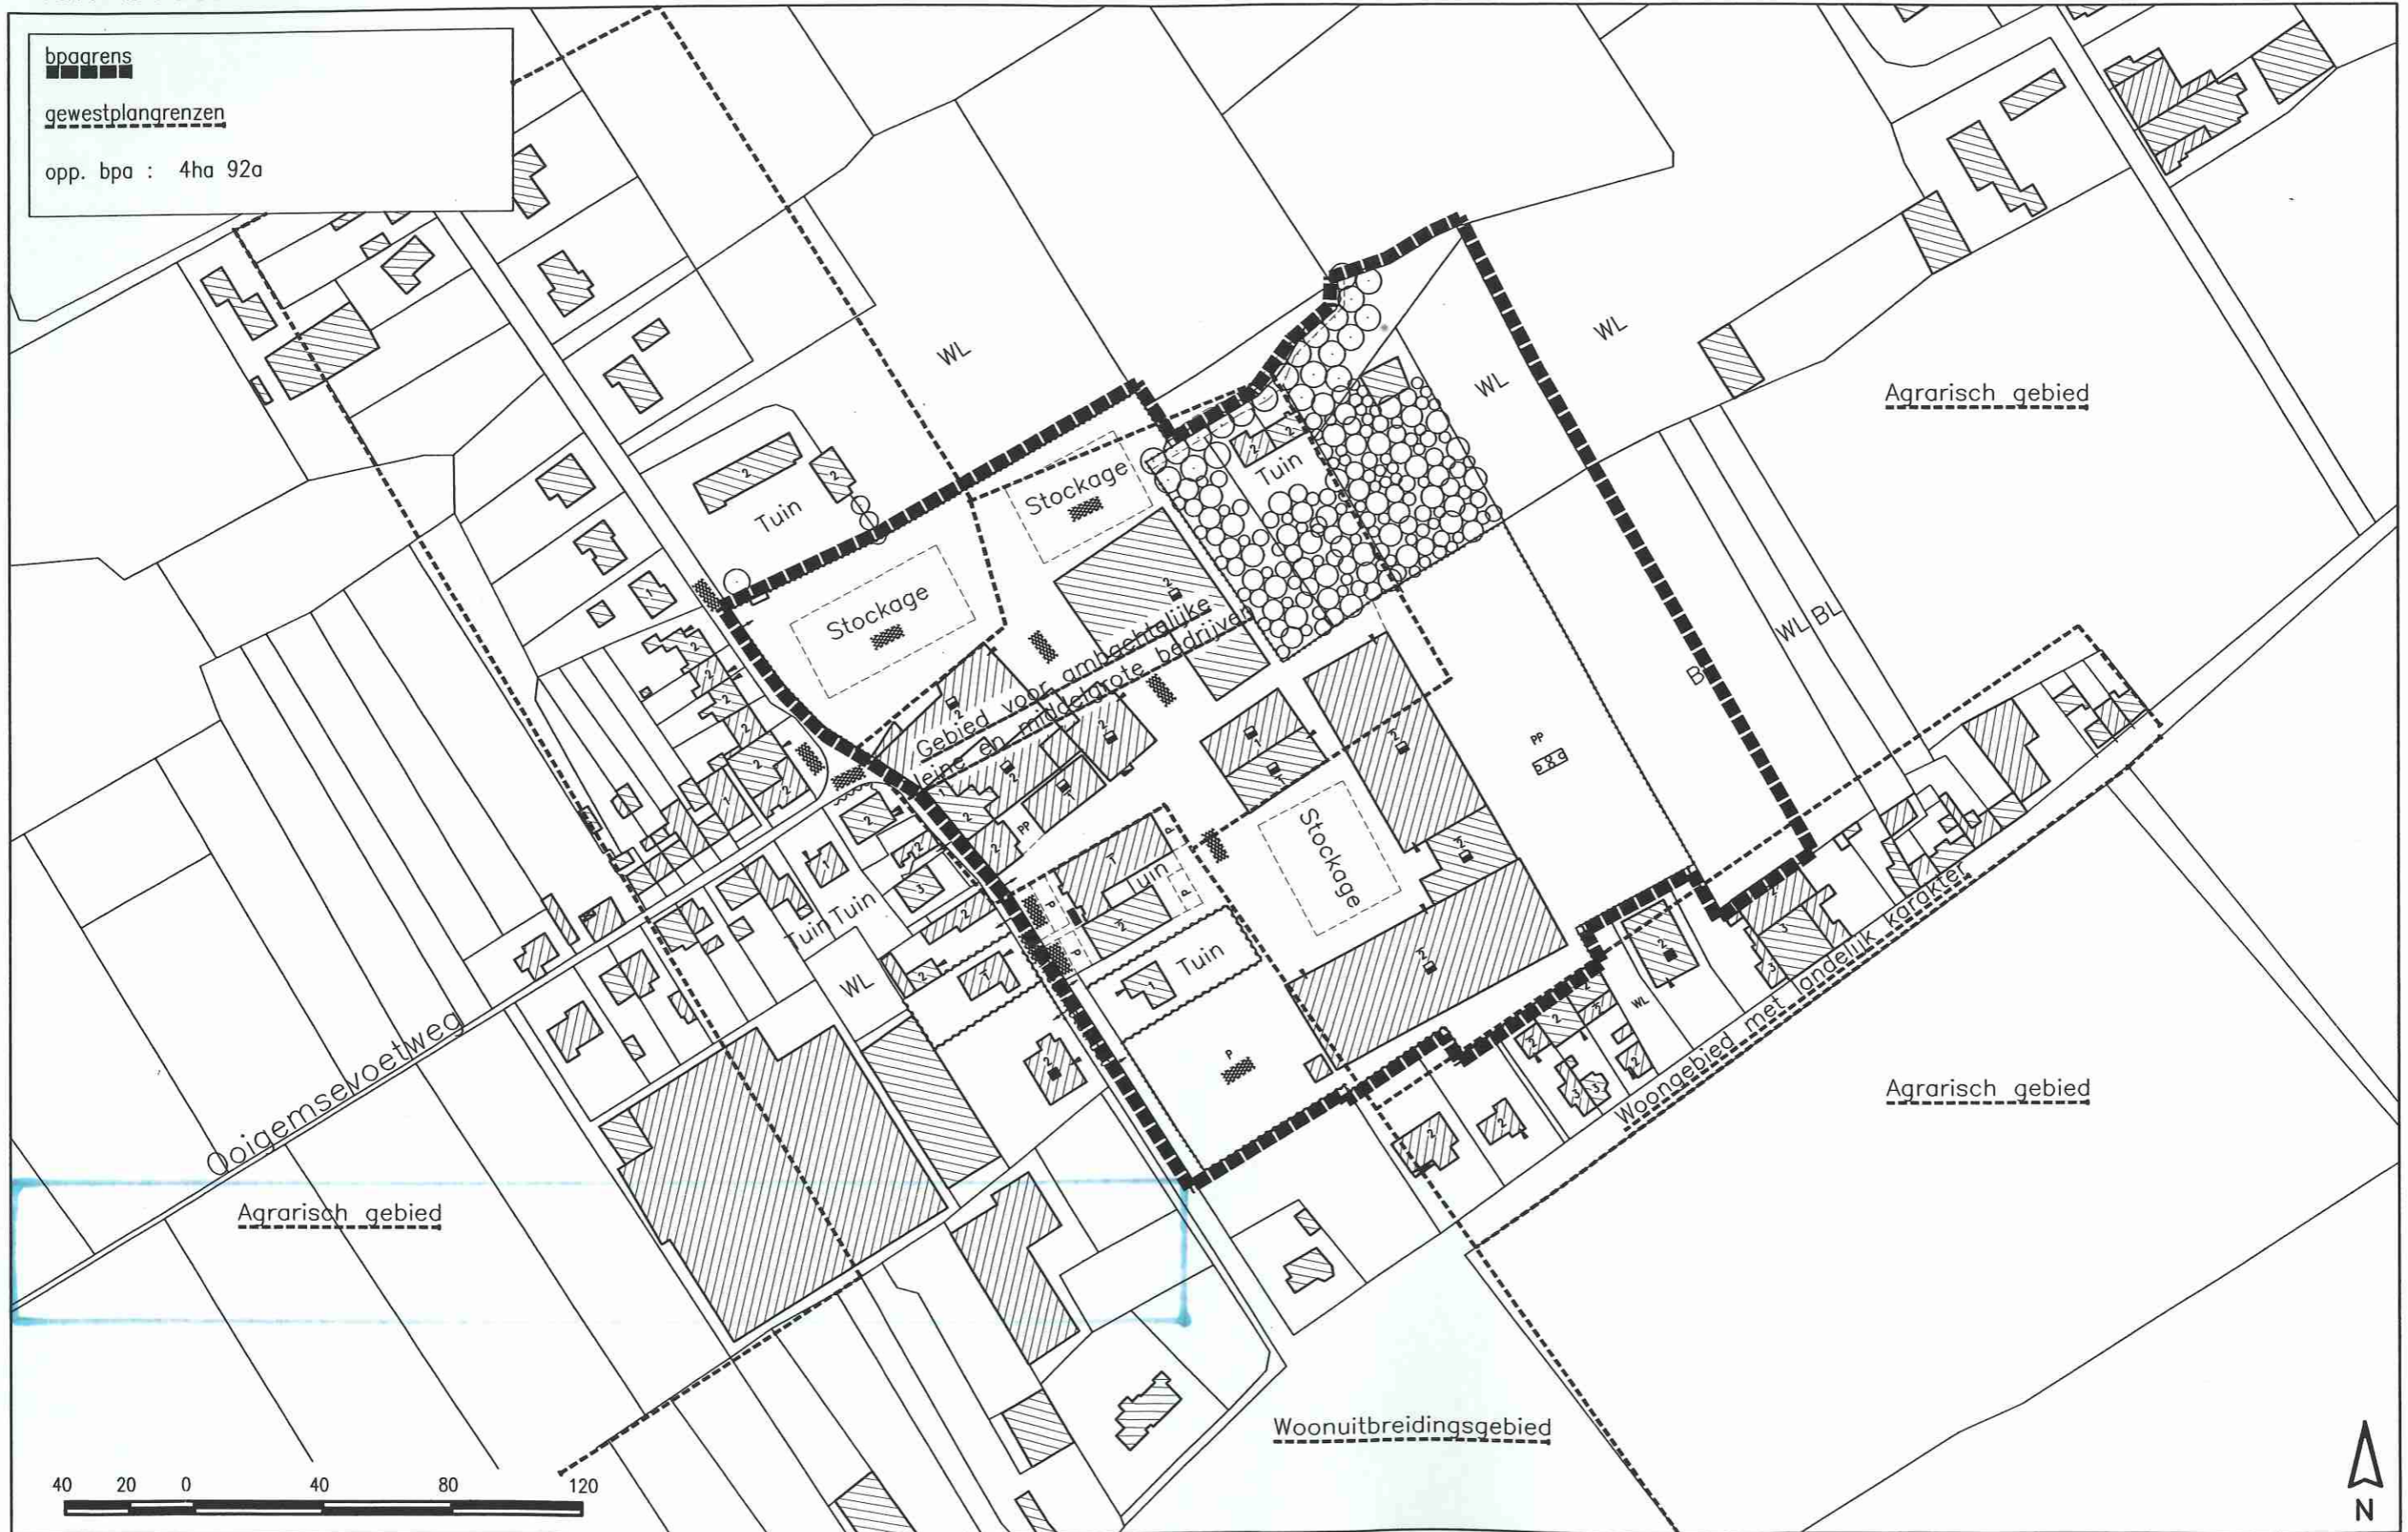 bpagrens
gewestplangrenzen
opp. bpa : 4ha 92a
WL
WL
WL
Agrarisch gebied
Stockage
Tuin
Tuin
Stockage
WL
BL
Gebied voor ambachtelijke
en middelgrote bedrijven
PP
PP
Stockage
Tuin
Tuin
Tuin
Tuin
WL
WL
P
Woongebied met landelijk karakter
Ooigemsevoetweg
Agrarisch gebied
Agrarisch gebied
Woonuitbreidingsgebied
40 20 0 40 80 120
N